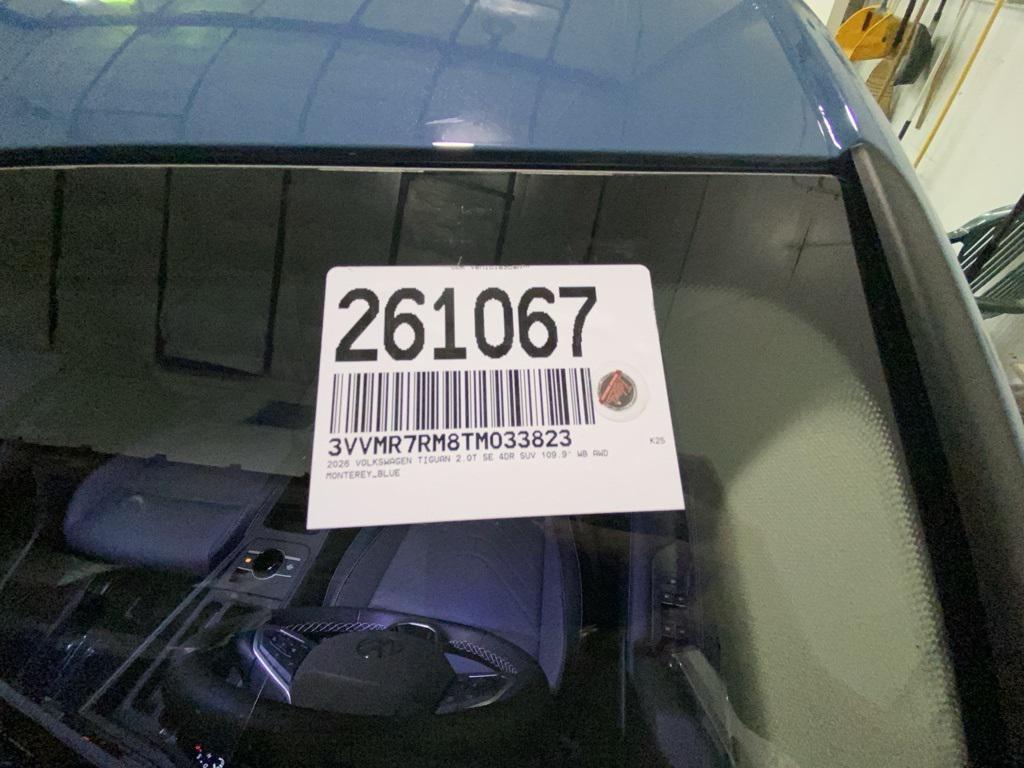 261067
3VVMR7RM8TM033823
K25
2026 VOLKSWAGEN TIGUAN 2.0T SE 4DR SUV 109.9" WB AWD
MONTEREY_BLUE